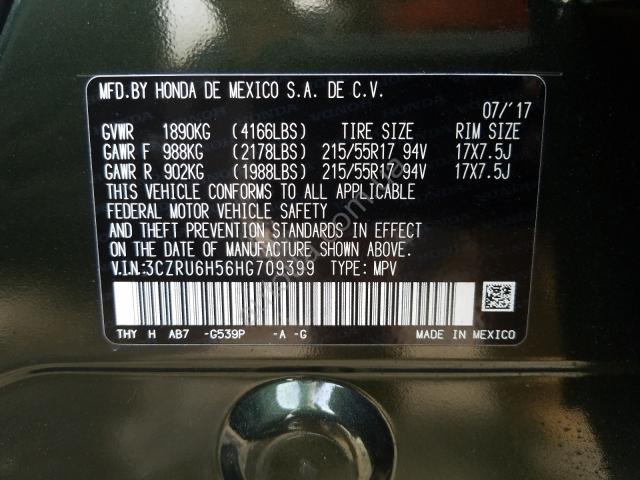 MFD.BY HONDA DE MEXICO S.A. DE C.V.
07/'17
GVWR 1890KG (4166LBS) TIRE SIZE RIM SIZE
GAWR F 988KG (2178LBS) 215/55R17 94V 17X7.5J
GAWR R 902KG (1988LBS) 215/55R17 94V 17X7.5J
THIS VEHICLE CONFORMS TO ALL APPLICABLE
FEDERAL MOTOR VEHICLE SAFETY
AND THEFT PREVENTION STANDARDS IN EFFECT
ON THE DATE OF MANUFACTURE SHOWN ABOVE.
V.I.N:3CZRU6H56HG709399 TYPE: MPV
THY H AB7 -G539P -A -G MADE IN MEXICO